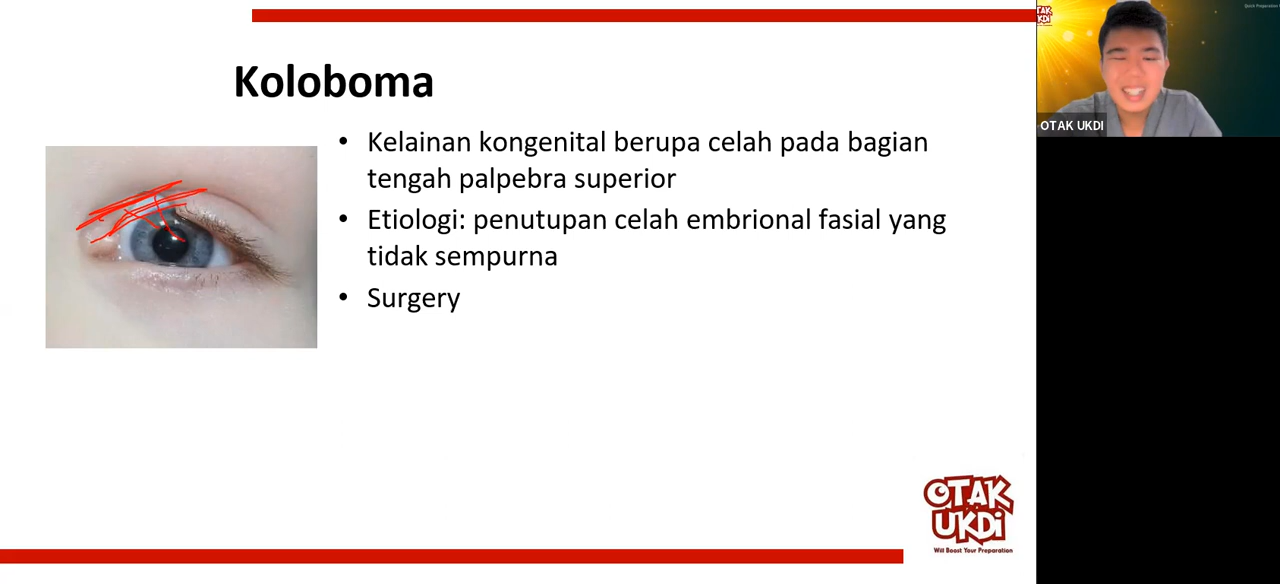 Koloboma
• Kelainan kongenital berupa celah pada bagian
tengah palpebra superior
• Etiologi: penutupan celah embrional fasial yang
tidak sempurna
• Surgery
OTAK UKDI
OTAK
UKDi
Will Boost Your Preparation